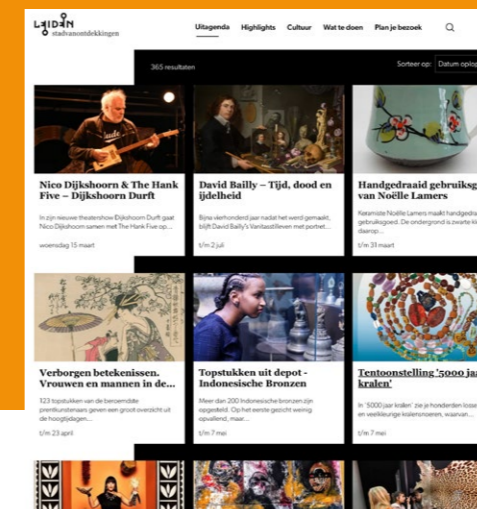 LEIDEN
stadvanontdekkingen
Uitagenda Highlights Cultuur Wat te doen Plan je bezoek
365 resultaten
Sorteer op: Datum oplop
Nico Dijkshoorn & The Hank
Five – Dijkshoorn Durft
In zijn nieuwe theatershow Dijkshoorn Durft gaat
Nico Dijkshoorn samen met The Hank Five op...
woensdag 15 maart
David Bailly – Tijd, dood en
ijdelheid
Bijna vierhonderd jaar nadat het werd gemaakt,
blijft David Bailly's Vanitasstilleven met portret...
t/m 2 juli
Handgedraaid gebruiksg
van Noëlle Lamers
Keramiste Noëlle Lamers maakt handgedraa
gebruiksgoed. De ondergrond is zwarte kl
daarop...
t/m 31 maart
Verborgen betekenissen.
Vrouwen en mannen in de...
123 topstukken van de beroemdste
prentkunstenaars geven een groot overzicht uit
de hoogtijdagen...
t/m 23 april
Topstukken uit depot -
Indonesische Bronzen
Meer dan 200 Indonesische bronzen zijn
opgesteld. Op het eerste gezicht weinig
opvallend, maar...
t/m 7 mei
Tentoonstelling '5000 jaa
kralen'
In '5000 jaar kralen' zie je honderden losse
en veelkleurige kralensnoeren, waarvan...
t/m 7 mei